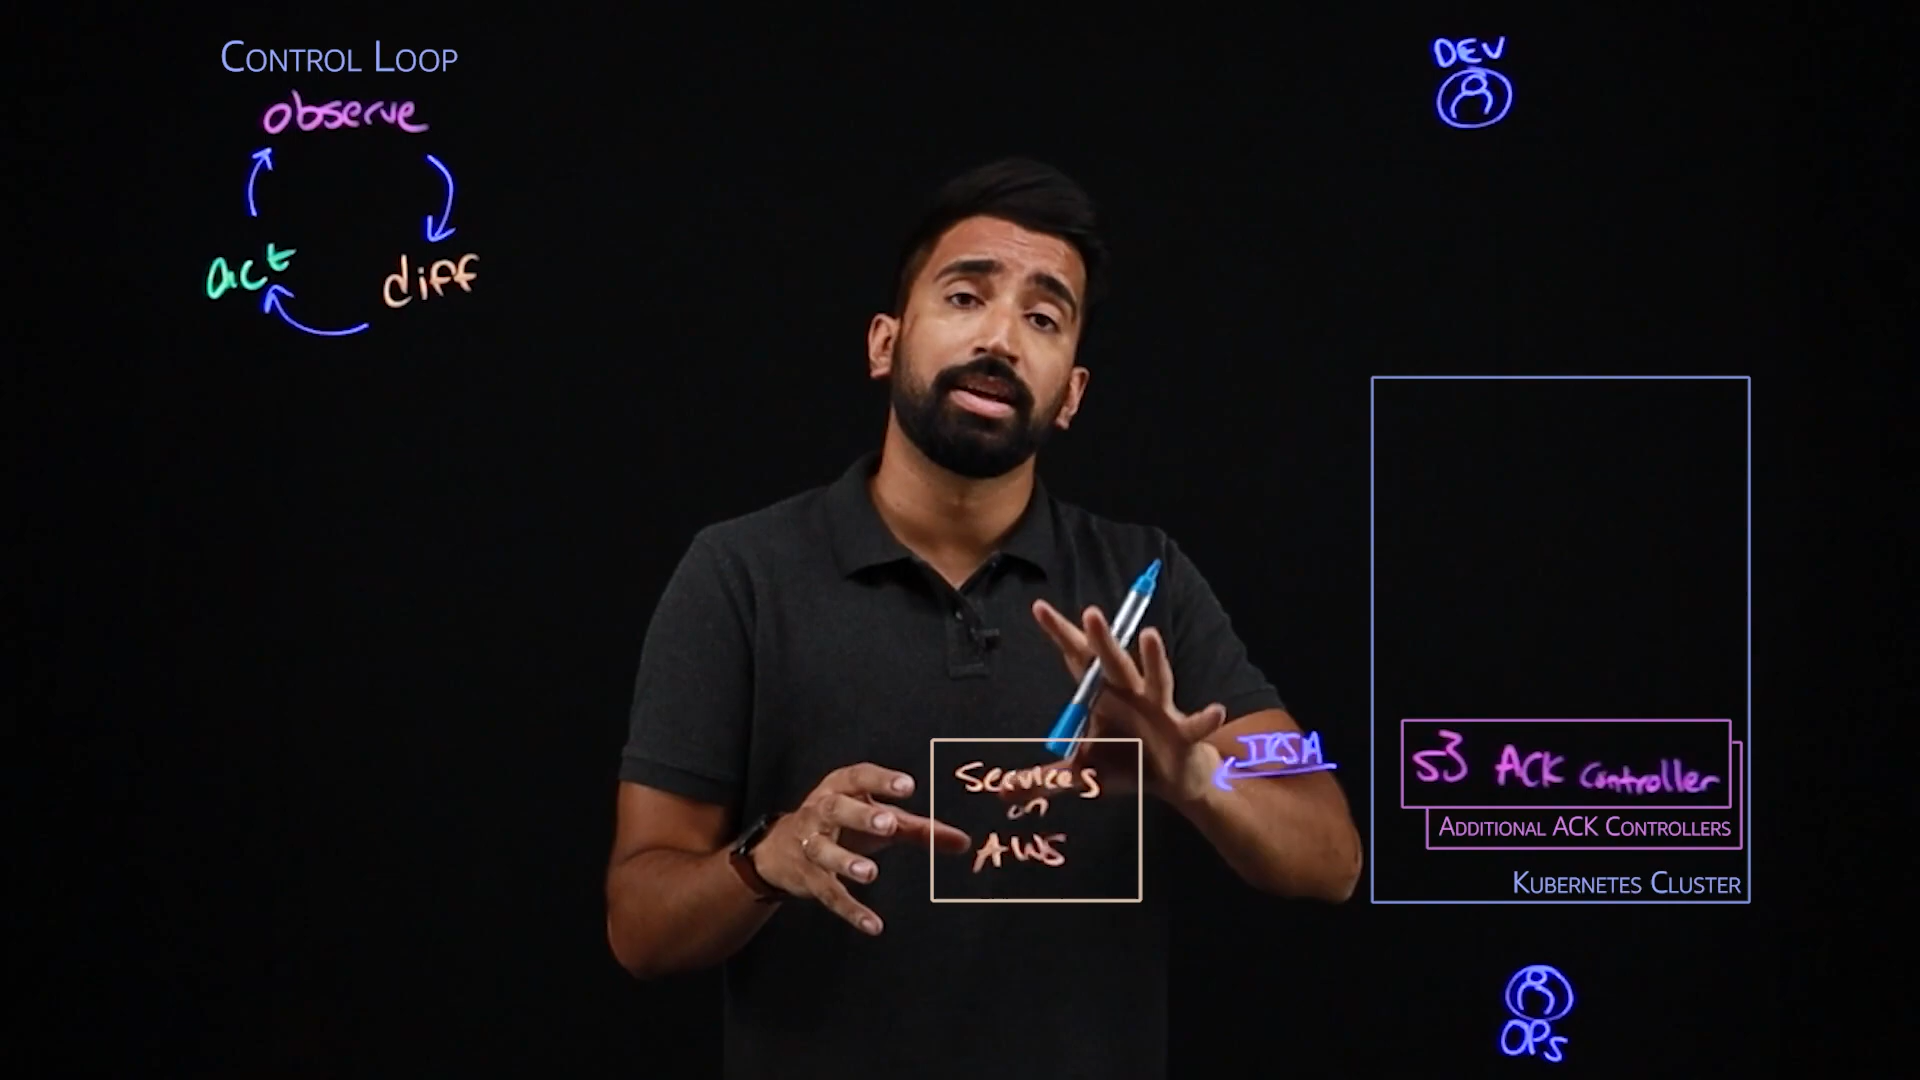 CONTROL LOOP
observe
act
diff
DEV
Services
on
AWS
IRSA
S3 ACK Controller
ADDITIONAL ACK CONTROLLERS
KUBERNETES CLUSTER
OPs